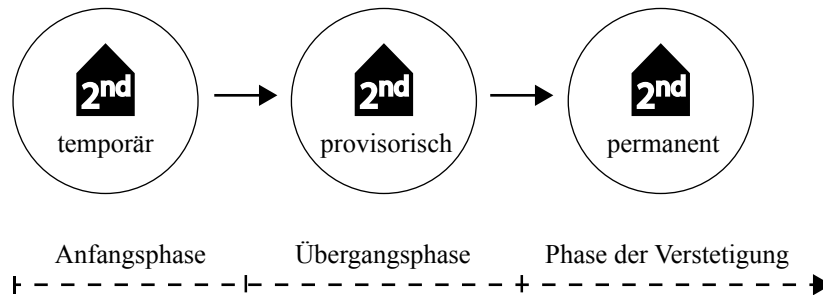 2nd 2nd 2nd
temporär provisorisch permanent
Anfangsphase Übergangsphase Phase der Verstetigung